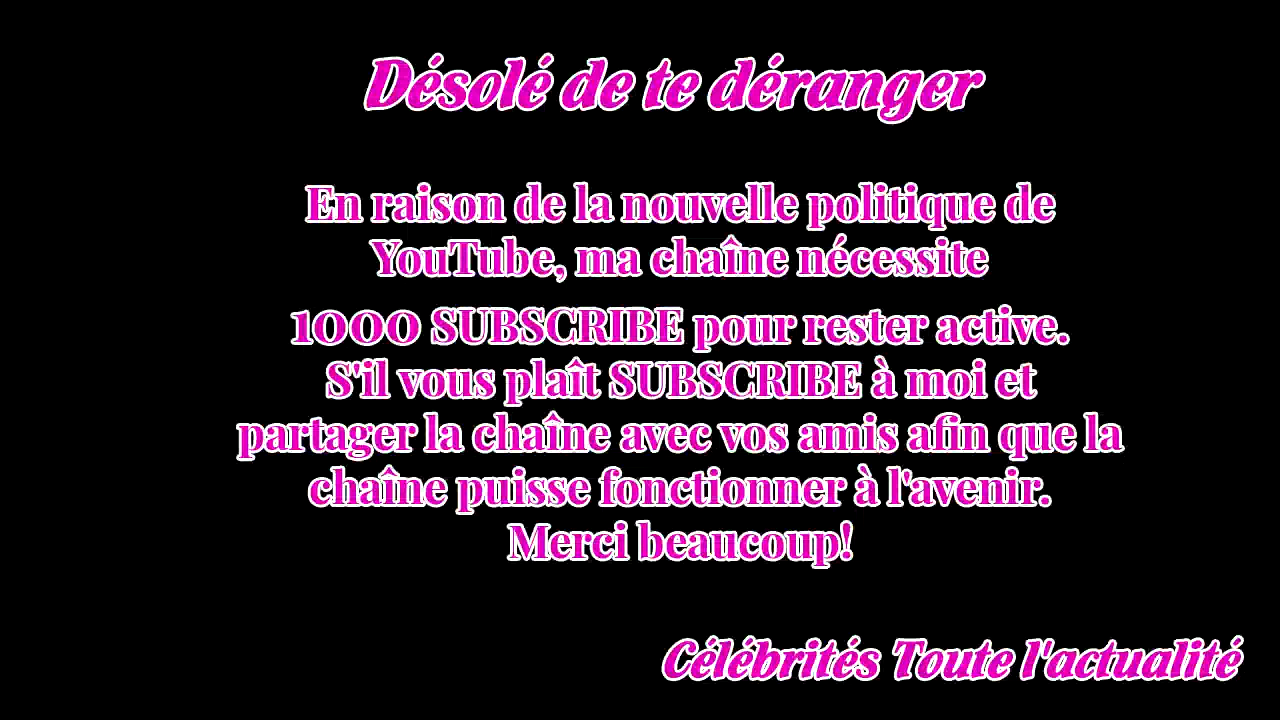 Désolé de te déranger
En raison de la nouvelle politique de
YouTube, ma chaîne nécessite
1000 SUBSCRIBE pour rester active.
S'il vous plaît SUBSCRIBE à moi et
partager la chaîne avec vos amis afin que la
chaîne puisse fonctionner à l'avenir.
Merci beaucoup!
Célébrités Toute l'actualité